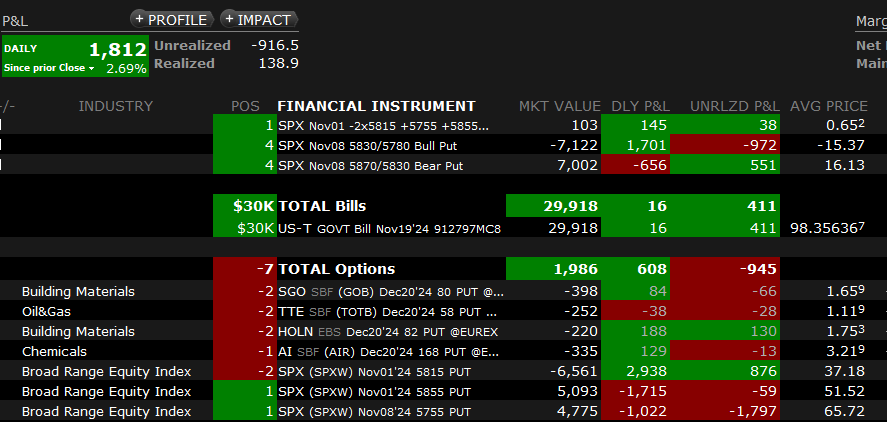 P&L + PROFILE + IMPACT Marg
DAILY 1,812 Unrealized -916.5 Net
Since prior Close 2.69% Realized 138.9 Main
-/- INDUSTRY POS FINANCIAL INSTRUMENT MKT VALUE DLY P&L UNRLZD P&L AVG PRICE
1 SPX Nov01 -2x5815 +5755 +5855... 103 145 38 0.652
4 SPX Nov08 5830/5780 Bull Put -7,122 1,701 -972 -15.37
4 SPX Nov08 5870/5830 Bear Put 7,002 -656 551 16.13
$30K TOTAL Bills 29,918 16 411
$30K US-T GOVT Bill Nov19'24 912797MC8 29,918 16 411 98.356367
-7 TOTAL Options 1,986 608 -945
Building Materials -2 SGO SBF (GOB) Dec20'24 80 PUT @... -398 84 -66 1.659
Oil&Gas -2 TTE SBF (TOTB) Dec20'24 58 PUT ... -252 -38 -28 1.119
Building Materials -2 HOLN EBS Dec20'24 82 PUT @EUREX -220 188 130 1.753
Chemicals -1 AI SBF (AIR) Dec20'24 168 PUT @E... -335 129 -13 3.219
Broad Range Equity Index -2 SPX (SPXW) Nov01'24 5815 PUT -6,561 2,938 876 37.18
Broad Range Equity Index 1 SPX (SPXW) Nov01'24 5755 PUT 5,093 -1,715 -59 51.52
Broad Range Equity Index 1 SPX (SPXW) Nov08'24 5755 PUT 4,775 -1,022 -1,797 65.72